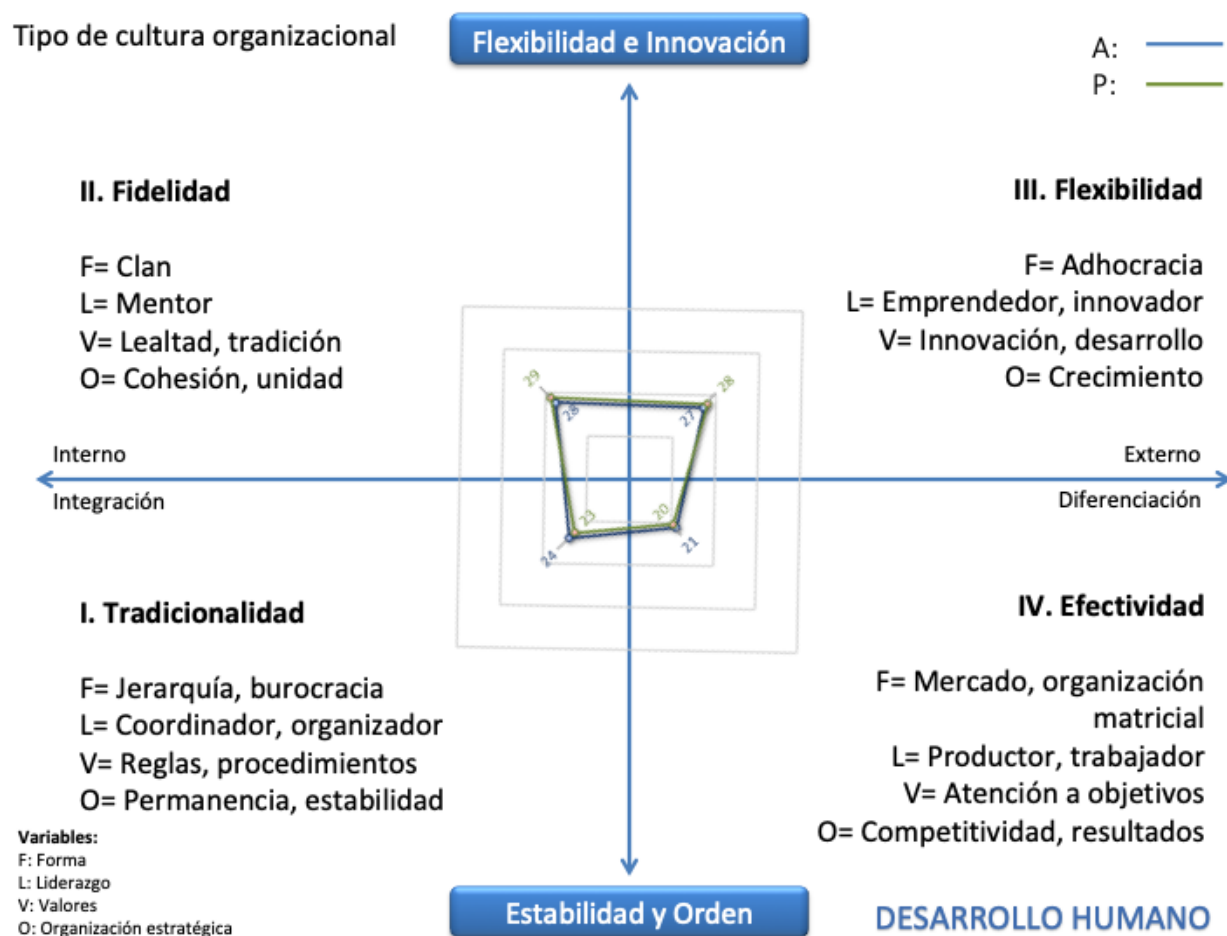 Tipo de cultura organizacional
Flexibilidad e Innovación
A:
P:
II. Fidelidad
F= Clan
L= Mentor
V= Lealtad, tradición
O= Cohesión, unidad
III. Flexibilidad
F= Adhocracia
L= Emprendedor, innovador
V= Innovación, desarrollo
O= Crecimiento
29
28
28
27
Interno
Externo
Integración
Diferenciación
23
20
24
21
I. Tradicionalidad
F= Jerarquía, burocracia
L= Coordinador, organizador
V= Reglas, procedimientos
O= Permanencia, estabilidad
IV. Efectividad
F= Mercado, organización
matricial
L= Productor, trabajador
V= Atención a objetivos
O= Competitividad, resultados
Variables:
F: Forma
L: Liderazgo
V: Valores
O: Organización estratégica
Estabilidad y Orden
DESARROLLO HUMANO